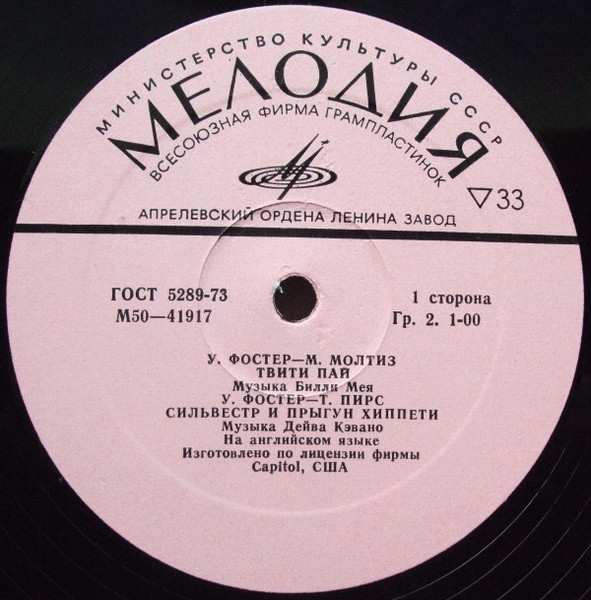 МИНИСТЕРСТВО КУЛЬТУРЫ СССР
МЕЛОДИЯ
ВСЕСОЮЗНАЯ ФИРМА ГРАМПЛАСТИНОК
33
АПРЕЛЕВСКИЙ ОРДЕНА ЛЕНИНА ЗАВОД
ГОСТ 5289-73
1 сторона
М50—41917
Гр. 2. 1-00
У. ФОСТЕР—М. МОЛТИЗ
ТВИТИ ПАЙ
Музыка Билли Мея
У. ФОСТЕР—Т. ПИРС
СИЛЬВЕСТР И ПРЫГУН ХИППЕТИ
Музыка Дейва Кэвано
На английском языке
Изготовлено по лицензии фирмы
Capitol, США